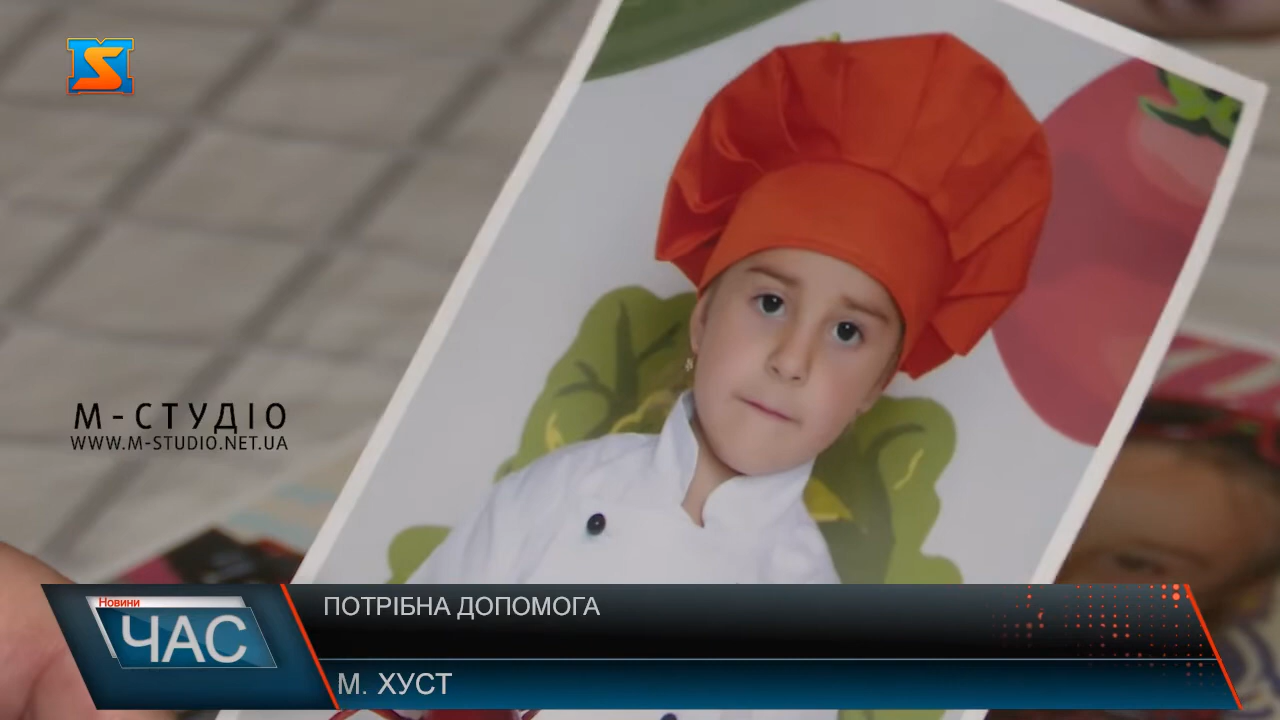 М-СТУДІО
WWW.M-STUDIO.NET.UA
Новини
ЧАС
ПОТРІБНА ДОПОМОГА
М. ХУСТ